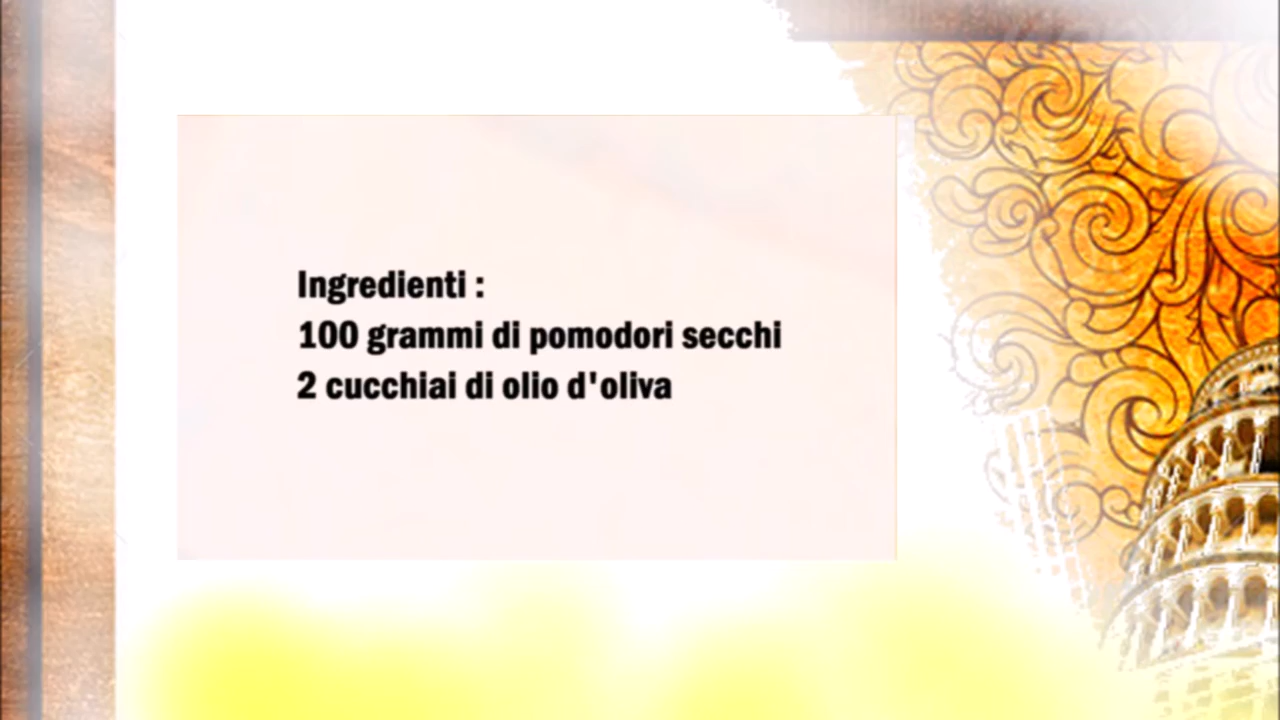 Ingredienti :
100 grammi di pomodori secchi
2 cucchiai di olio d'oliva